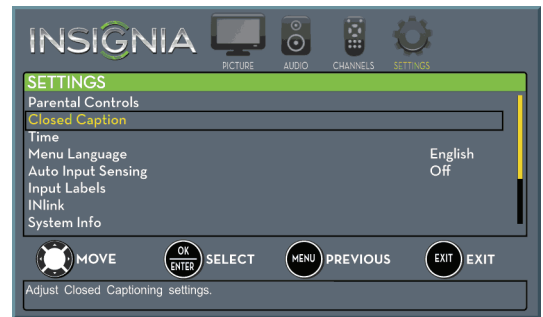 INSIGNIA
PICTURE AUDIO CHANNELS SETTINGS
SETTINGS
Parental Controls
Closed Caption
Time
Menu Language English
Auto Input Sensing Off
Input Labels
INlink
System Info
MOVE OK ENTER SELECT MENU PREVIOUS EXIT EXIT
Adjust Closed Captioning settings.